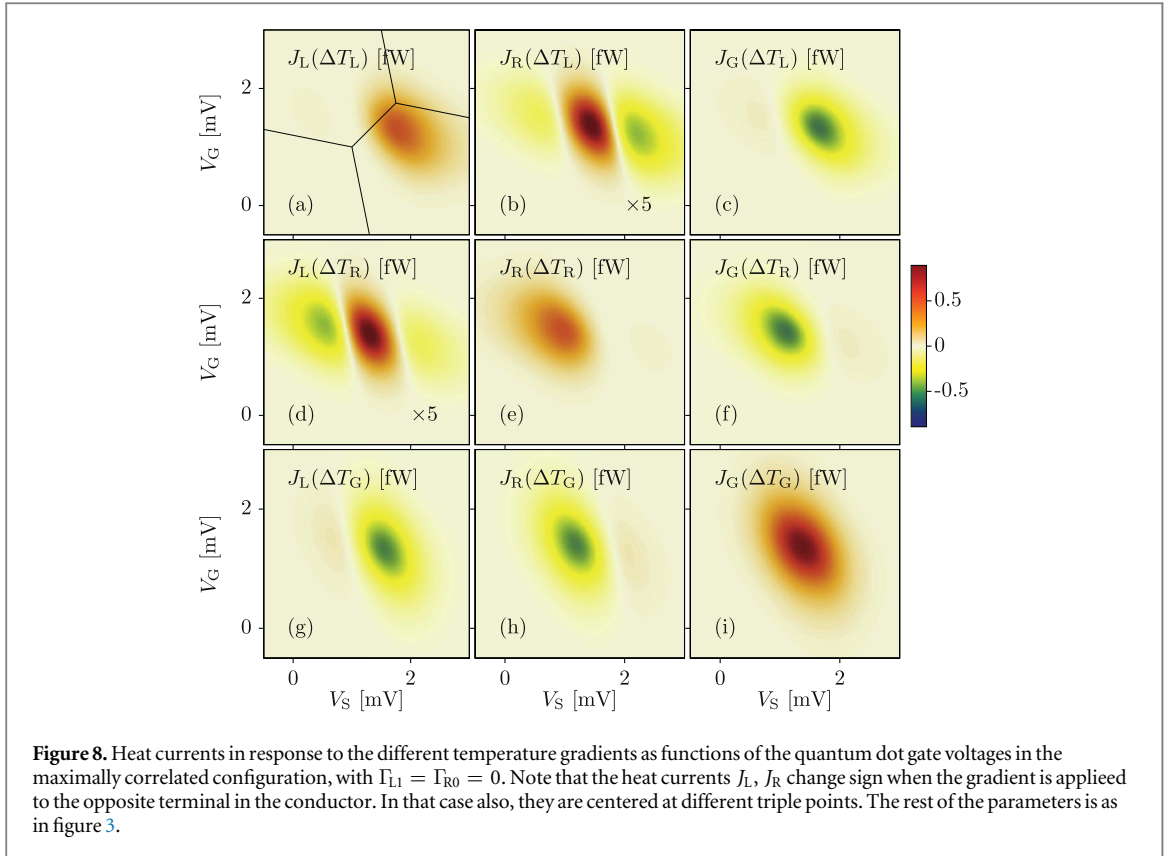 J_L(ΔT_L) [fW] J_R(ΔT_L) [fW] J_G(ΔT_L) [fW]
2
V_G [mV]
0 (a) (b) ×5 (c)
J_L(ΔT_R) [fW] J_R(ΔT_R) [fW] J_G(ΔT_R) [fW]
2
0.5
V_G [mV]
0
-0.5
0 (d) ×5 (e) (f)
J_L(ΔT_G) [fW] J_R(ΔT_G) [fW] J_G(ΔT_G) [fW]
2
V_G [mV]
0 (g) (h) (i)
0 2 0 2 0 2
V_S [mV] V_S [mV] V_S [mV]
Figure 8. Heat currents in response to the different temperature gradients as functions of the quantum dot gate voltages in the
maximally correlated configuration, with Γ_L1 = Γ_R0 = 0. Note that the heat currents J_L, J_R change sign when the gradient is applieed
to the opposite terminal in the conductor. In that case also, they are centered at different triple points. The rest of the parameters is as
in figure 3.